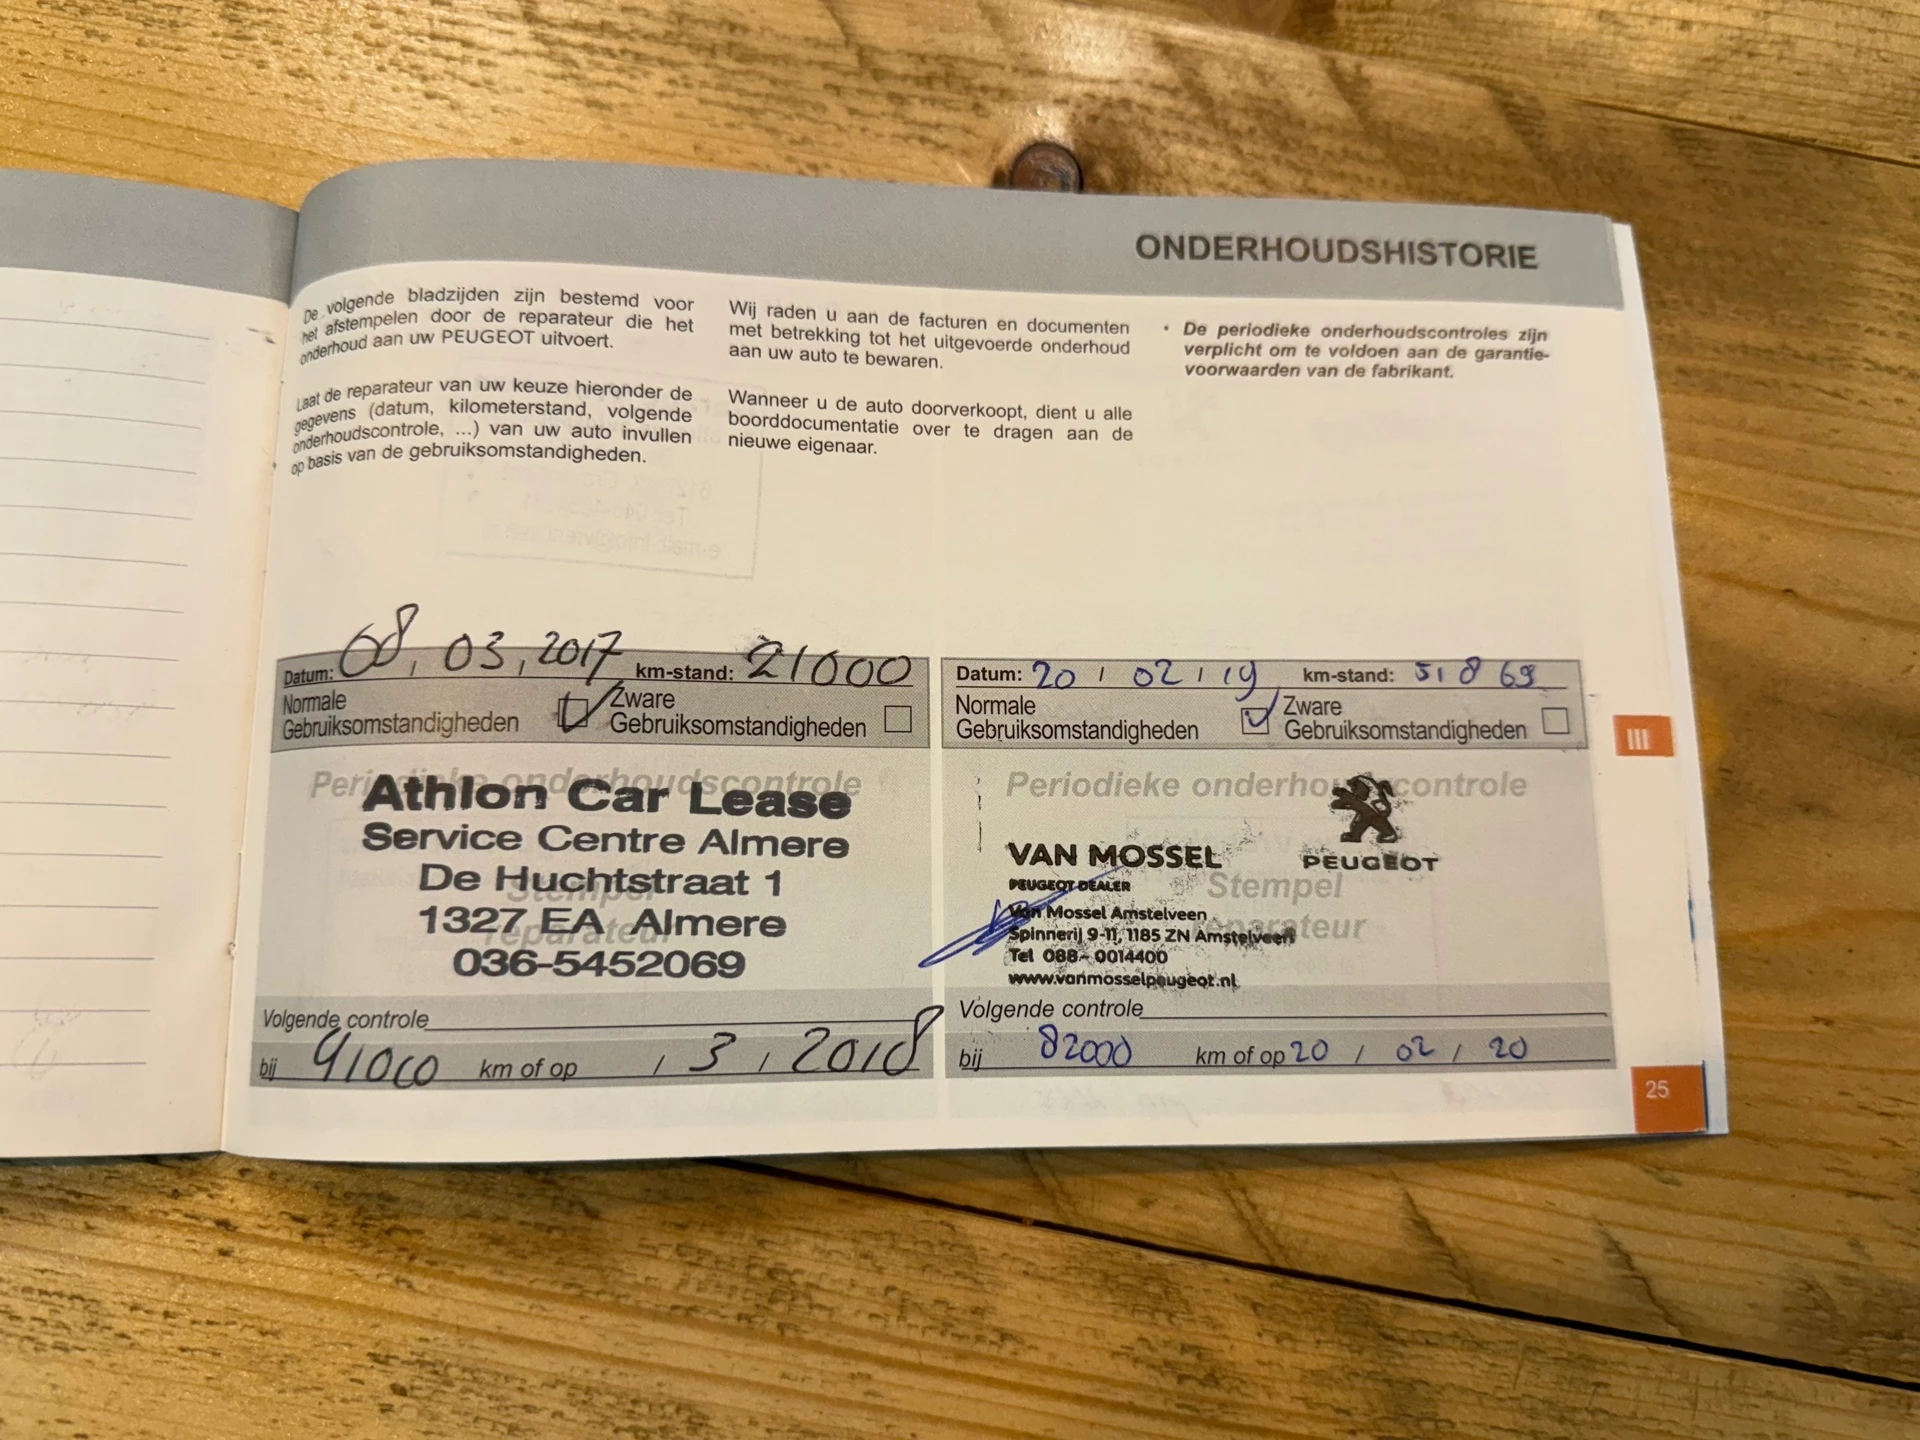 ONDERHOUDSHISTORIE
De volgende bladzijden zijn bestemd voor
het afstempelen door de reparateur die het
onderhoud aan uw PEUGEOT uitvoert.
Laat de reparateur van uw keuze hieronder de
gegevens (datum, kilometerstand, volgende
onderhoudscontrole, ...) van uw auto invullen
op basis van de gebruiksomstandigheden.
Wij raden u aan de facturen en documenten
met betrekking tot het uitgevoerde onderhoud
aan uw auto te bewaren.
Wanneer u de auto doorverkoopt, dient u alle
boorddocumentatie over te dragen aan de
nieuwe eigenaar.
• De periodieke onderhoudscontroles zijn
verplicht om te voldoen aan de garantie-
voorwaarden van de fabrikant.
Datum: 08, 03, 2017 km-stand: 21000
Normale
Gebruiksomstandigheden
Zware
Gebruiksomstandigheden
Periodieke onderhoudscontrole
Athlon Car Lease
Service Centre Almere
De Huchtstraat 1
Stempel
1327 EA Almere
reparateur
036-5452069
Volgende controle
bij 41000 km of op / 3 / 2018
Datum: 20 / 02 / 19 km-stand: 51869
Normale
Gebruiksomstandigheden
Zware
Gebruiksomstandigheden
Periodieke onderhoudscontrole
VAN MOSSEL
PEUGEOT DEALER
PEUGEOT
Stempel
reparateur
Van Mossel Amstelveen
Spinnerij 9-11, 1185 ZN Amstelveen
Tel 088- 0014400
www.vanmosselpeugeot.nl
Volgende controle
bij 82000 km of op 20 / 02 / 20
III
25